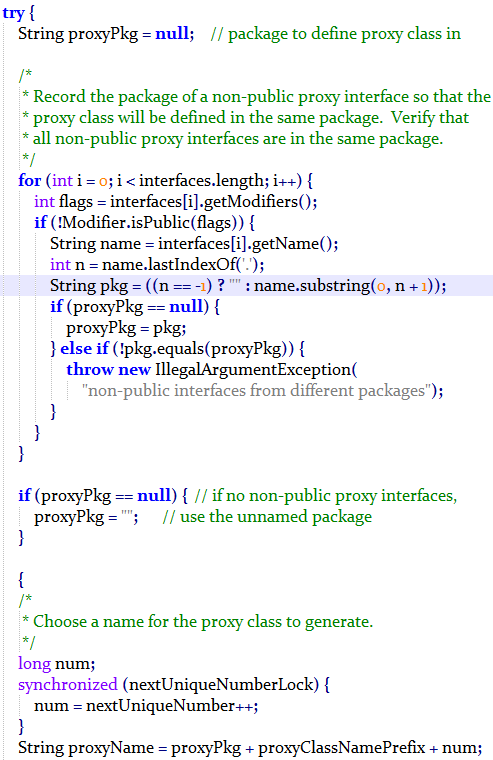 try {
String proxyPkg = null;   // package to define proxy class in
/*
* Record the package of a non-public proxy interface so that the
* proxy class will be defined in the same package.  Verify that
* all non-public proxy interfaces are in the same package.
*/
for (int i = 0; i < interfaces.length; i++) {
int flags = interfaces[i].getModifiers();
if (!Modifier.isPublic(flags)) {
String name = interfaces[i].getName();
int n = name.lastIndexOf('.');
String pkg = ((n == -1) ? "" : name.substring(0, n + 1));
if (proxyPkg == null) {
proxyPkg = pkg;
} else if (!pkg.equals(proxyPkg)) {
throw new IllegalArgumentException(
"non-public interfaces from different packages");
}
}
}
if (proxyPkg == null) { // if no non-public proxy interfaces,
proxyPkg = "";     // use the unnamed package
}
{
/*
* Choose a name for the proxy class to generate.
*/
long num;
synchronized (nextUniqueNumberLock) {
num = nextUniqueNumber++;
}
String proxyName = proxyPkg + proxyClassNamePrefix + num;